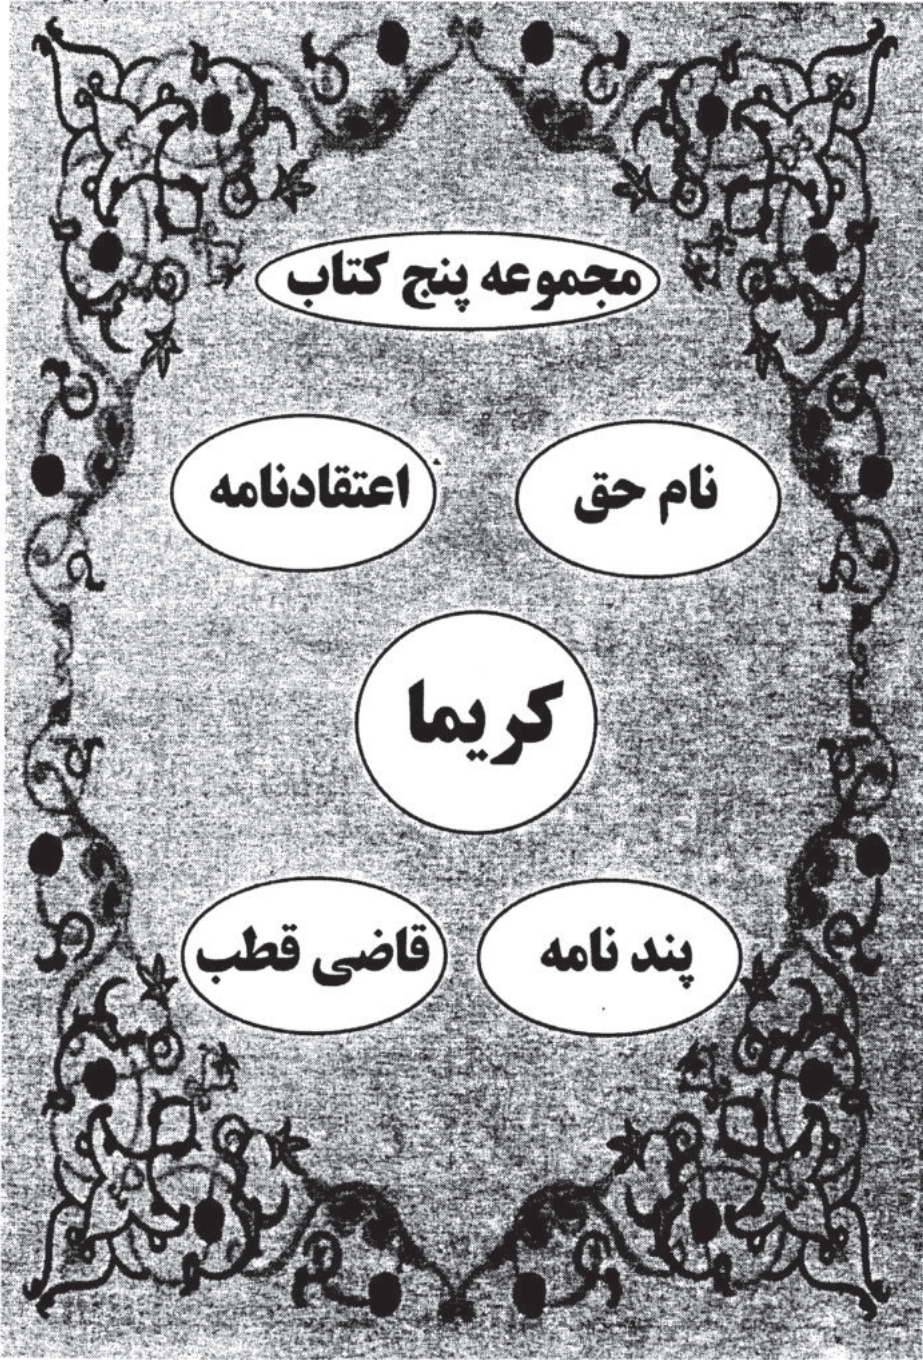 مجموعه پنج کتاب
نام حق
اعتقادنامه
کریما
پند نامه
قاضی قطب